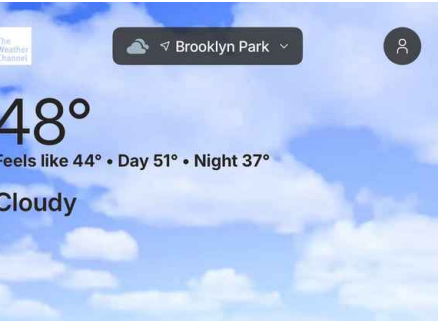 The
Weather
Channel
Brooklyn Park
48°
Feels like 44° • Day 51° • Night 37°
Cloudy